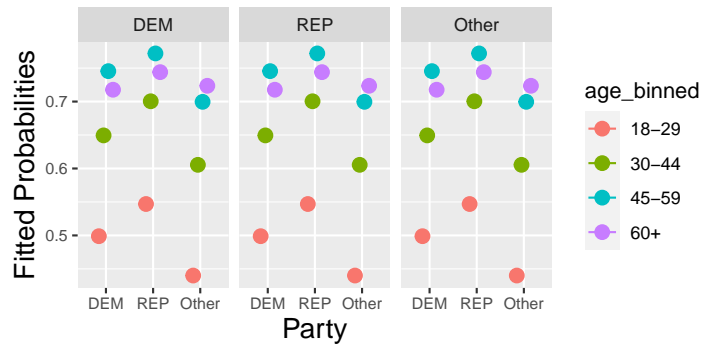 DEM REP Other
Fitted Probabilities
0.7
0.6
0.5
DEM REP Other DEM REP Other DEM REP Other
Party
age_binned
18−29
30−44
45−59
60+